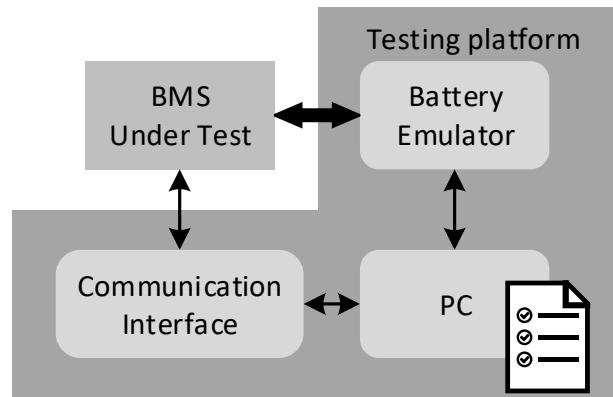 Testing platform
BMS
Under Test
Battery
Emulator
Communication
Interface
PC